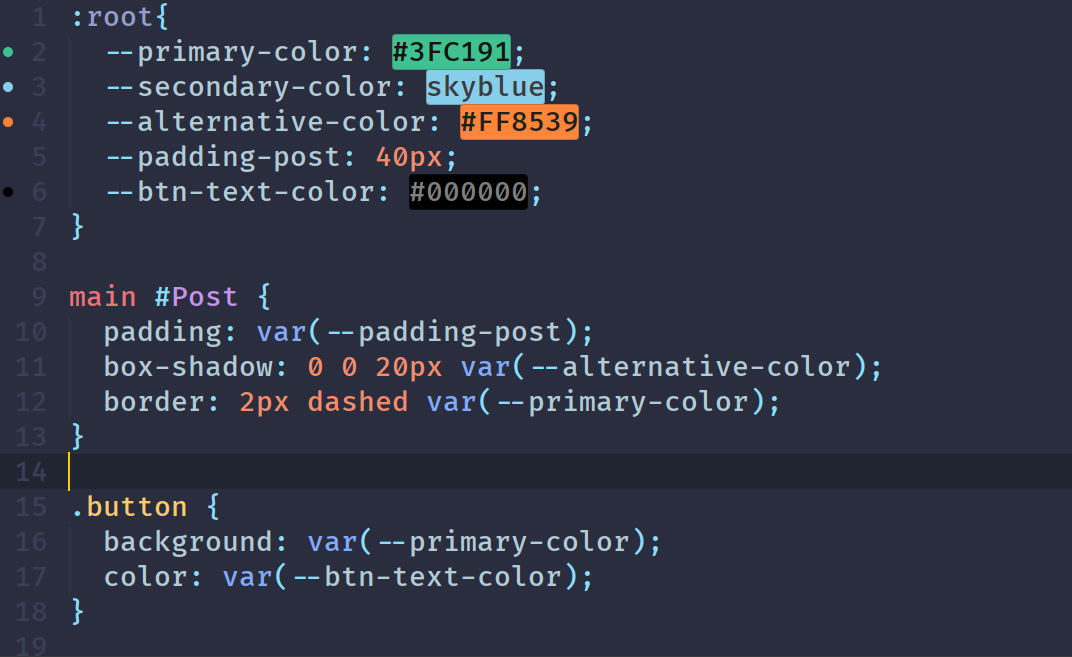 1 :root{
2 --primary-color: #3FC191;
3 --secondary-color: skyblue;
4 --alternative-color: #FF8539;
5 --padding-post: 40px;
6 --btn-text-color: #000000;
7 }
8
9 main #Post {
10 padding: var(--padding-post);
11 box-shadow: 0 0 20px var(--alternative-color);
12 border: 2px dashed var(--primary-color);
13 }
14
15 .button {
16 background: var(--primary-color);
17 color: var(--btn-text-color);
18 }
19